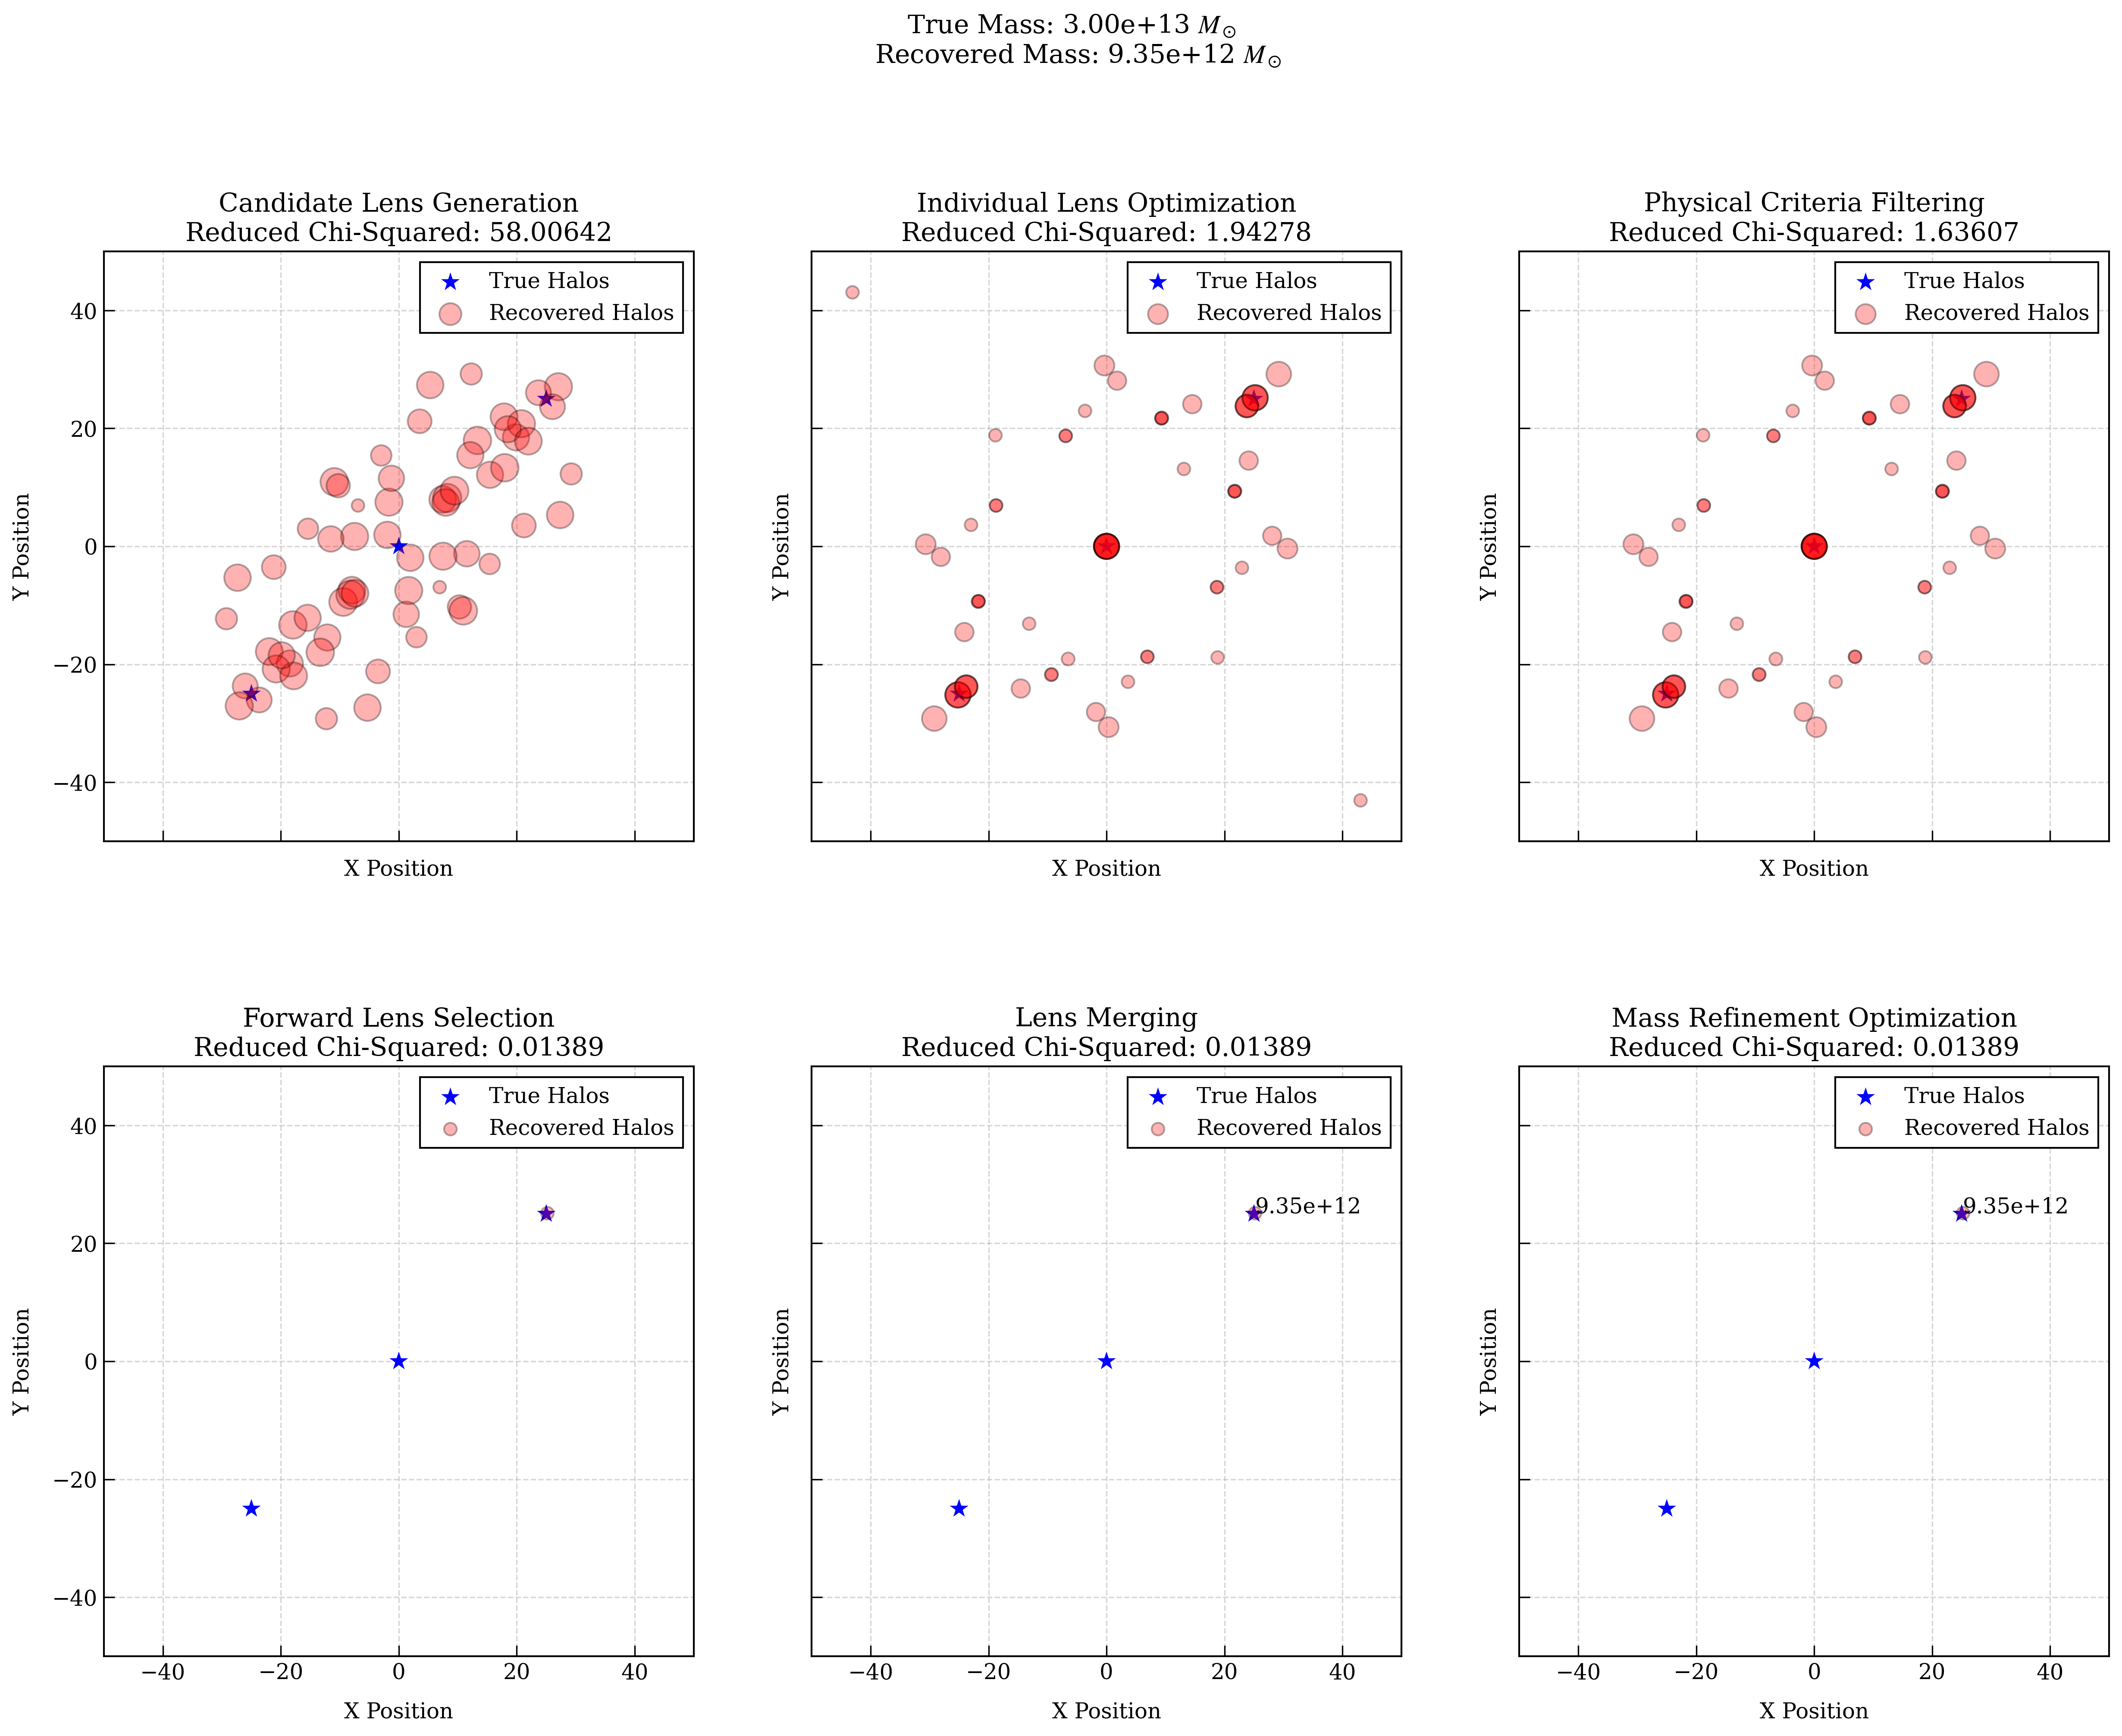 True Mass: 3.00e+13 M⊙
Recovered Mass: 9.35e+12 M⊙
Candidate Lens Generation
Reduced Chi-Squared: 58.00642
True Halos
Recovered Halos
40
20
0
−20
−40
Y Position
X Position
Individual Lens Optimization
Reduced Chi-Squared: 1.94278
True Halos
Recovered Halos
Y Position
X Position
Physical Criteria Filtering
Reduced Chi-Squared: 1.63607
True Halos
Recovered Halos
Y Position
X Position
Forward Lens Selection
Reduced Chi-Squared: 0.01389
True Halos
Recovered Halos
40
20
0
−20
−40
Y Position
−40 −20 0 20 40
X Position
Lens Merging
Reduced Chi-Squared: 0.01389
True Halos
Recovered Halos
9.35e+12
Y Position
−40 −20 0 20 40
X Position
Mass Refinement Optimization
Reduced Chi-Squared: 0.01389
True Halos
Recovered Halos
9.35e+12
Y Position
−40 −20 0 20 40
X Position